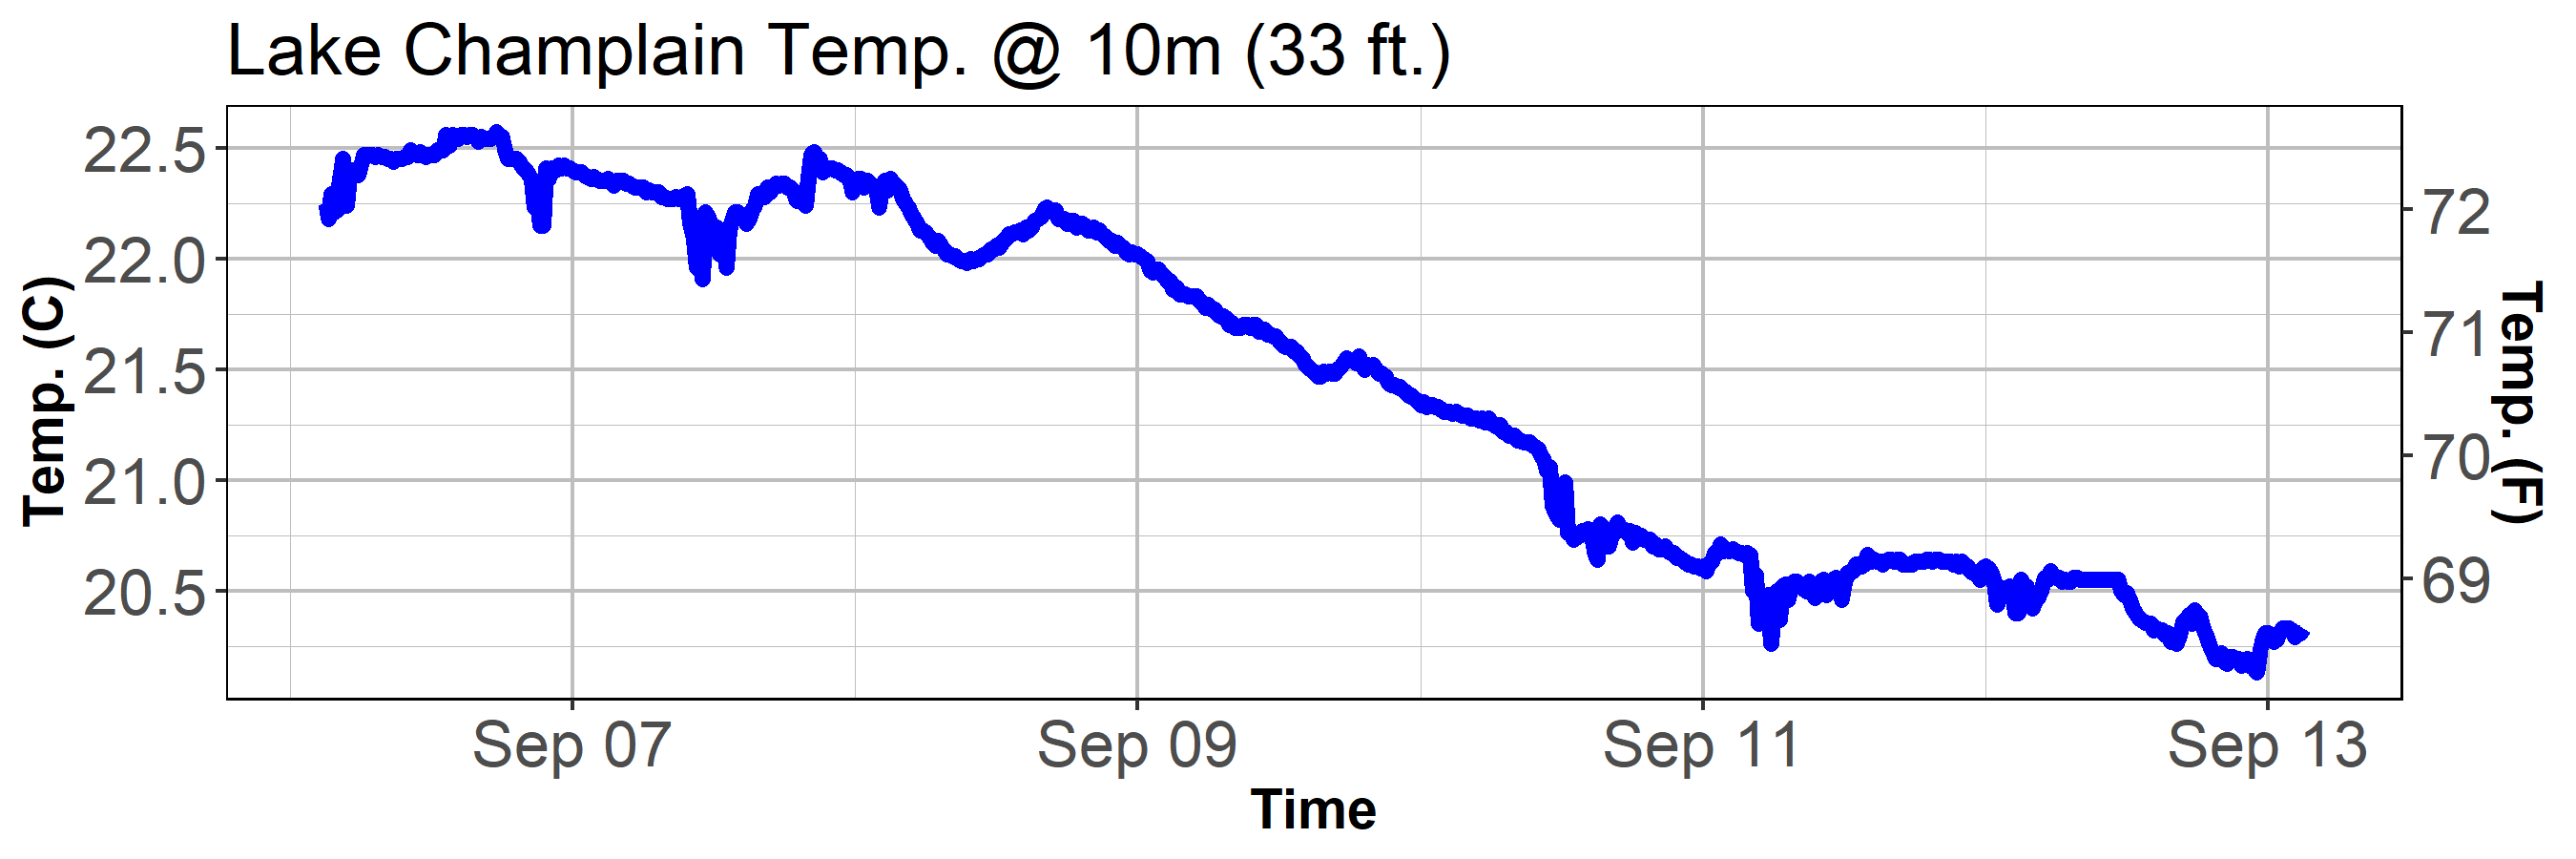 Lake Champlain Temp. @ 10m (33 ft.)
Temp. (C)
22.5
22.0
21.5
21.0
20.5
72
71
70
69
Temp. (F)
Sep 07
Sep 09
Sep 11
Sep 13
Time